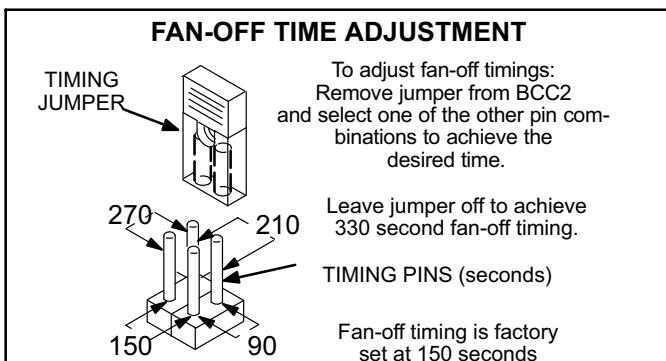 FAN-OFF TIME ADJUSTMENT
TIMING
JUMPER
To adjust fan-off timings:
Remove jumper from BCC2
and select one of the other pin com-
binations to achieve the
desired time.
270
210
Leave jumper off to achieve
330 second fan-off timing.
TIMING PINS (seconds)
150
90
Fan-off timing is factory
set at 150 seconds